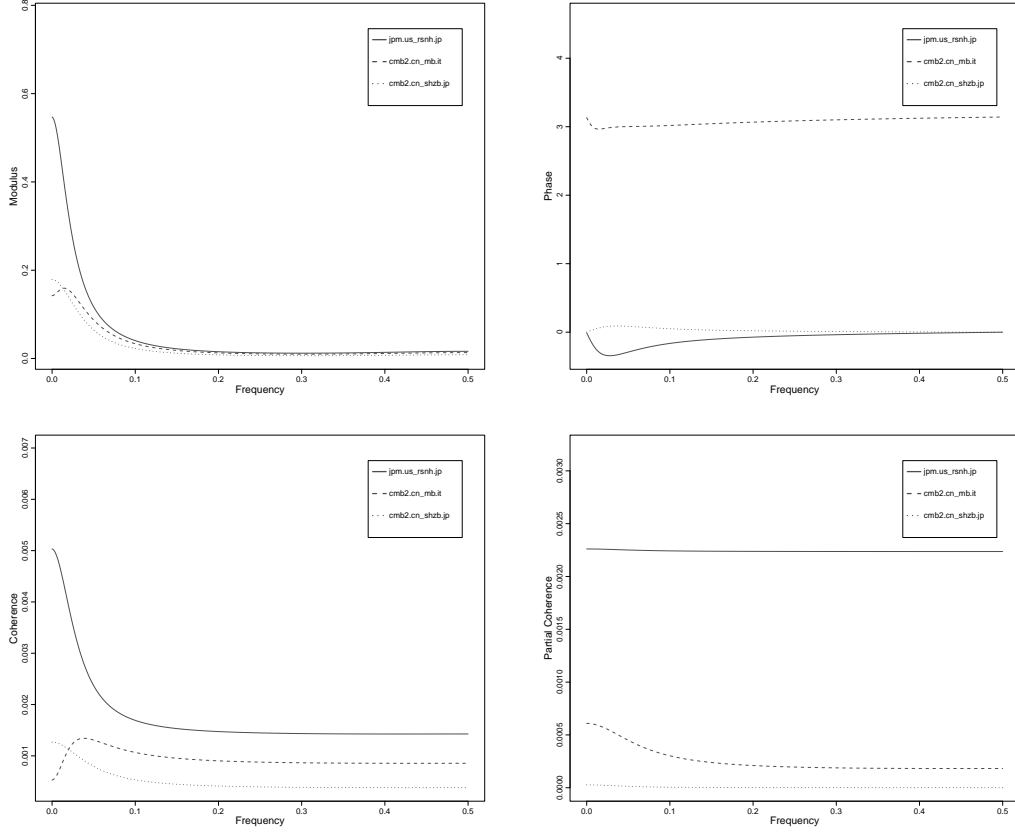 0.8
0.6
0.4
0.2
0.0
Modulus
0.0 0.1 0.2 0.3 0.4 0.5
Frequency
jpm.us_rsnh.jp
cmb2.cn_mb.it
cmb2.cn_shzb.jp
4
3
2
1
0
Phase
0.0 0.1 0.2 0.3 0.4 0.5
Frequency
jpm.us_rsnh.jp
cmb2.cn_mb.it
cmb2.cn_shzb.jp
0.007
0.006
0.005
0.004
0.003
0.002
0.001
Coherence
0.0 0.1 0.2 0.3 0.4 0.5
Frequency
jpm.us_rsnh.jp
cmb2.cn_mb.it
cmb2.cn_shzb.jp
0.0030
0.0025
0.0020
0.0015
0.0010
0.0005
0.0000
Partial Coherence
0.0 0.1 0.2 0.3 0.4 0.5
Frequency
jpm.us_rsnh.jp
cmb2.cn_mb.it
cmb2.cn_shzb.jp